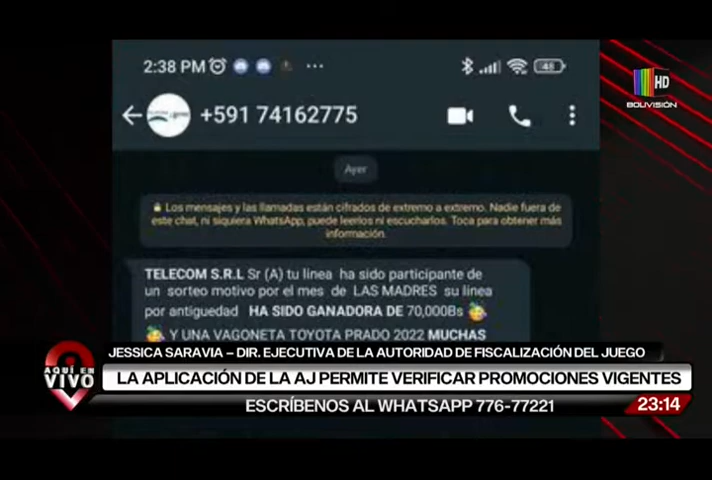 2:38 PM
48
HD
BOLIVISIÓN
+591 74162775
Ayer
Los mensajes y las llamadas están cifrados de extremo a extremo. Nadie fuera de
este chat, ni siquiera WhatsApp, puede leerlos ni escucharlos. Toca para obtener más
información.
TELECOM S.R.L Sr (A) tu línea ha sido participante de
un sorteo motivo por el mes de LAS MADRES su línea
por antiguedad HA SIDO GANADORA DE 70,000Bs
Y UNA VAGONETA TOYOTA PRADO 2022 MUCHAS
JESSICA SARAVIA – DIR. EJECUTIVA DE LA AUTORIDAD DE FISCALIZACIÓN DEL JUEGO
AQUÍ EN
VIVO
LA APLICACIÓN DE LA AJ PERMITE VERIFICAR PROMOCIONES VIGENTES
ESCRÍBENOS AL WHATSAPP 776-77221
23:14